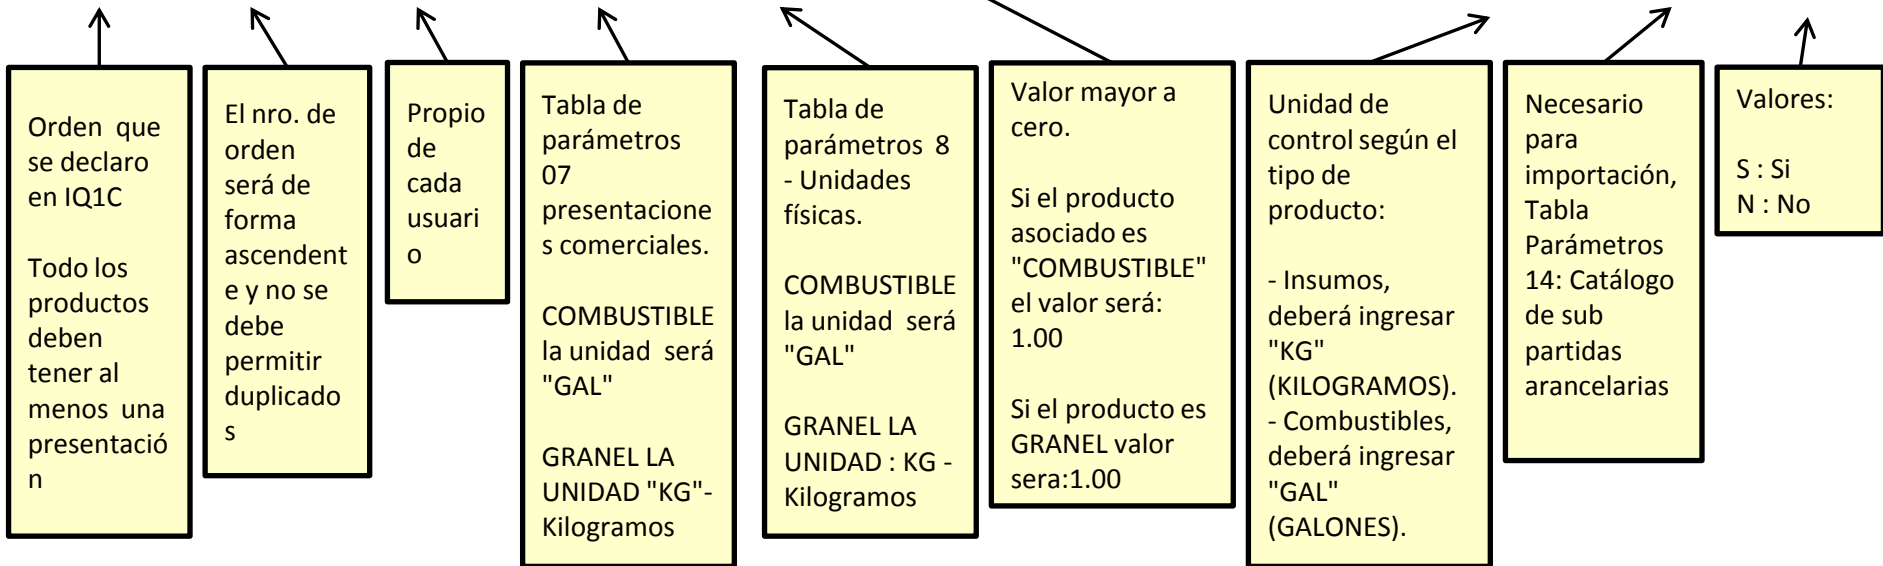 Orden que
se declaro
en IQ1C
Todo los
productos
deben
tener al
menos una
presentació
n
El nro. de
orden
será de
forma
ascendent
e y no se
debe
permitir
duplicado
s
Propio
de
cada
usuari
o
Tabla de
parámetros
07
presentacione
s comerciales.
COMBUSTIBLE
la unidad será
"GAL"
GRANEL LA
UNIDAD "KG"-
Kilogramos
Tabla de
parámetros 8
- Unidades
físicas.
COMBUSTIBLE
la unidad será
"GAL"
GRANEL LA
UNIDAD : KG -
Kilogramos
Valor mayor a
cero.
Si el producto
asociado es
"COMBUSTIBLE"
el valor será:
1.00
Si el producto es
GRANEL valor
sera:1.00
Unidad de
control según el
tipo de
producto:
- Insumos,
deberá ingresar
"KG"
(KILOGRAMOS).
- Combustibles,
deberá ingresar
"GAL"
(GALONES).
Necesario
para
importación,
Tabla
Parámetros
14: Catálogo
de sub
partidas
arancelarias
Valores:
S : Si
N : No